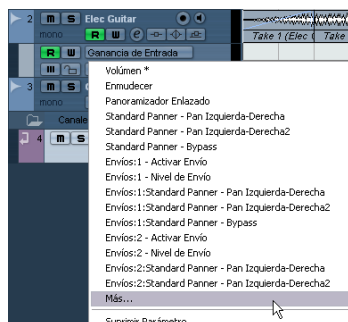 2 m S Elec Guitar
mono R W e
Take 1 (Elec Take
R W Ganancia de Entrada
Volúmen *
3 m S
Enmudecer
mono
Panoramizador Enlazado
Canale
Standard Panner - Pan Izquierda-Derecha
4 m S
Standard Panner - Pan Izquierda-Derecha2
Standard Panner - Bypass
Envíos:1 - Activar Envío
Envíos:1 - Nivel de Envío
Envíos:1:Standard Panner - Pan Izquierda-Derecha
Envíos:1:Standard Panner - Pan Izquierda-Derecha2
Envíos:1:Standard Panner - Bypass
Envíos:2 - Activar Envío
Envíos:2 - Nivel de Envío
Envíos:2:Standard Panner - Pan Izquierda-Derecha
Envíos:2:Standard Panner - Pan Izquierda-Derecha2
Más...
Suprimir Parámetro